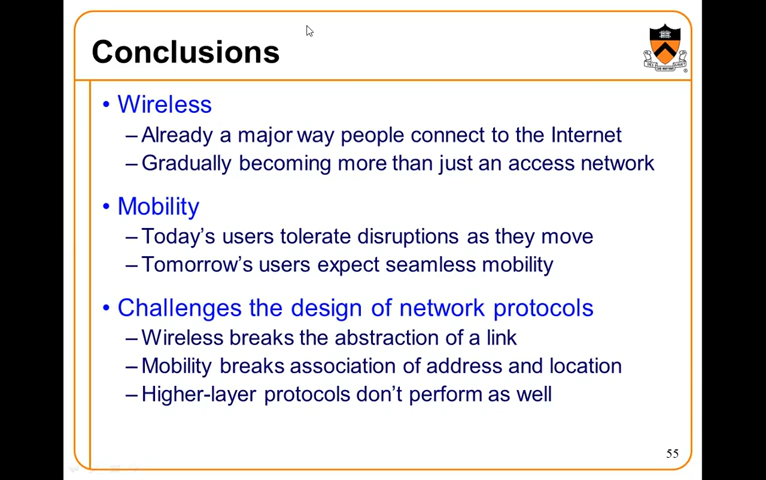 Conclusions
• Wireless
– Already a major way people connect to the Internet
– Gradually becoming more than just an access network
• Mobility
– Today's users tolerate disruptions as they move
– Tomorrow's users expect seamless mobility
• Challenges the design of network protocols
– Wireless breaks the abstraction of a link
– Mobility breaks association of address and location
– Higher-layer protocols don't perform as well
55